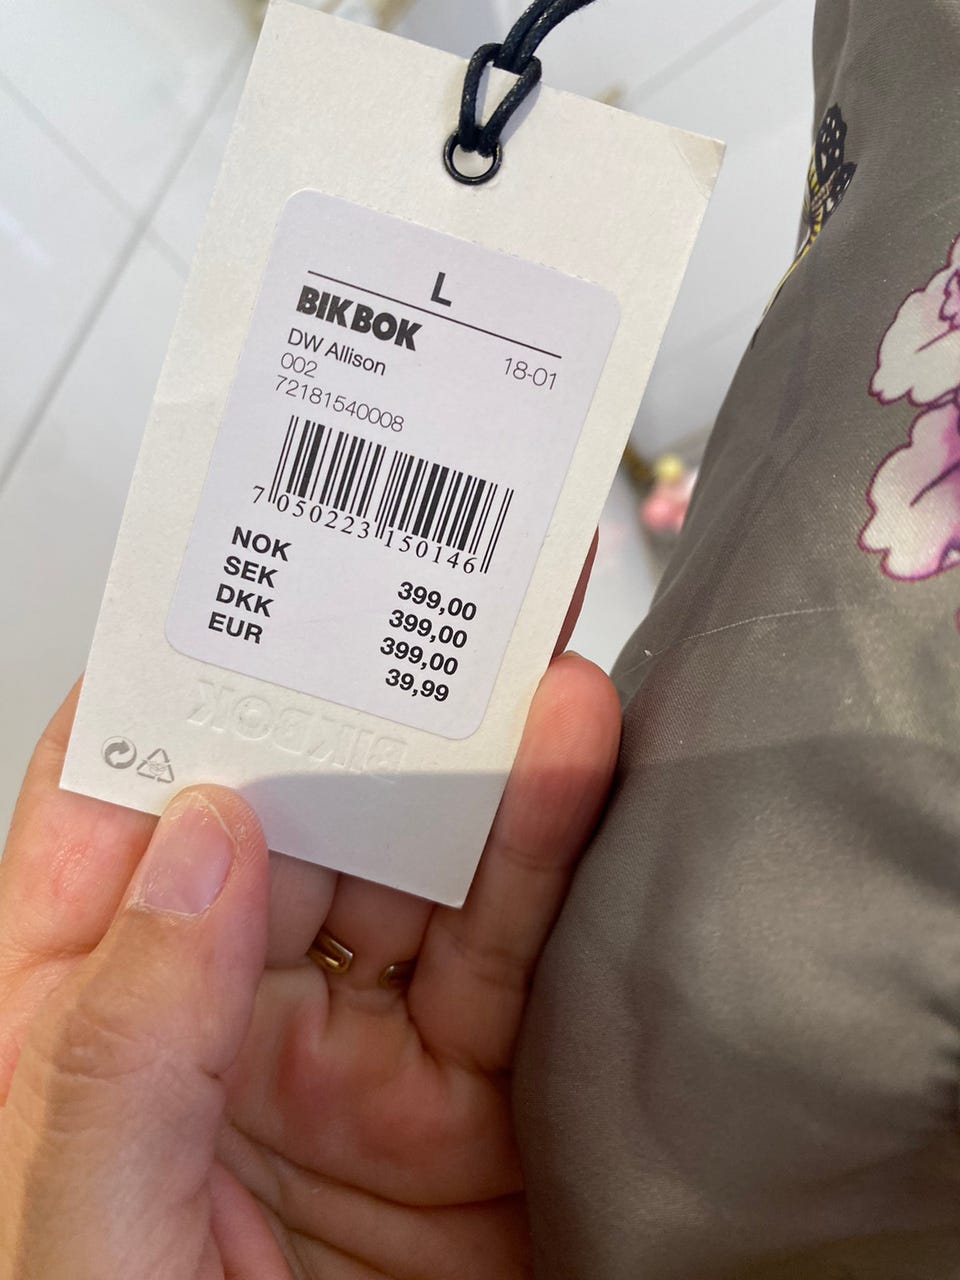 L
BIKBOK
DW Allison 18-01
002
72181540008
7 050223 150146
NOK 399,00
SEK 399,00
DKK 399,00
EUR 39,99
BIKBOK